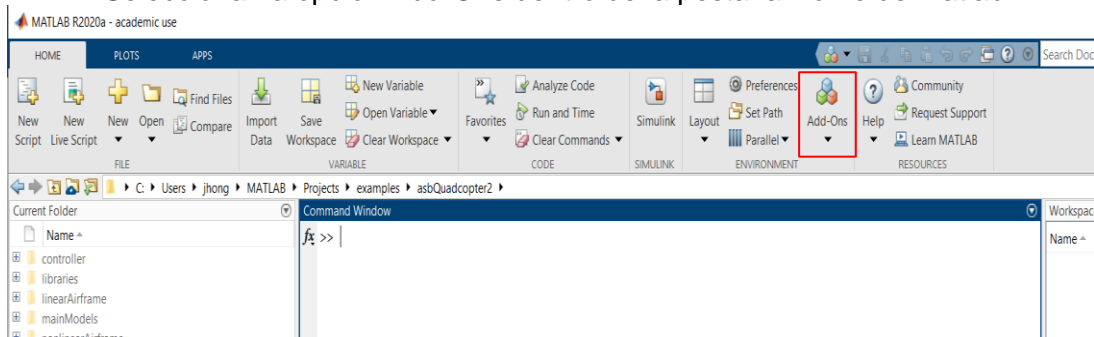 MATLAB R2020a - academic use
HOME PLOTS APPS
Search Doc
New Script
New Live Script
New
Open
Find Files
Compare
FILE
Import Data
Save Workspace
New Variable
Open Variable
Clear Workspace
VARIABLE
Favorites
Analyze Code
Run and Time
Clear Commands
CODE
Simulink
SIMULINK
Layout
Preferences
Set Path
Parallel
Add-Ons
ENVIRONMENT
Help
Community
Request Support
Learn MATLAB
RESOURCES
C: Users jhong MATLAB Projects examples asbQuadcopter2
Current Folder
Name
controller
libraries
linearAirframe
mainModels
Command Window
fx >>
Workspac
Name